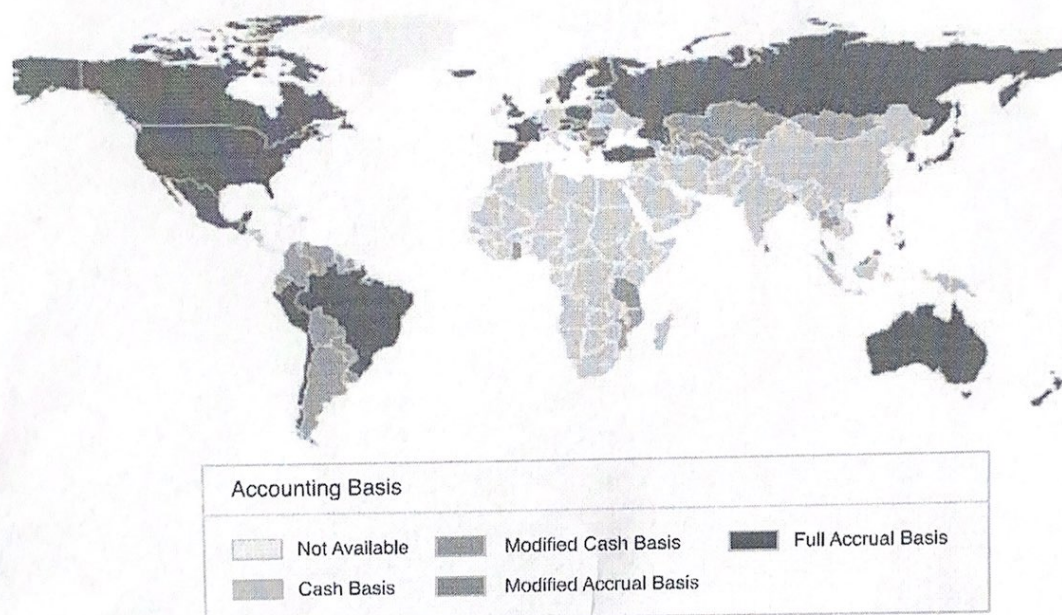 Accounting Basis
Not Available
Modified Cash Basis
Full Accrual Basis
Cash Basis
Modified Accrual Basis